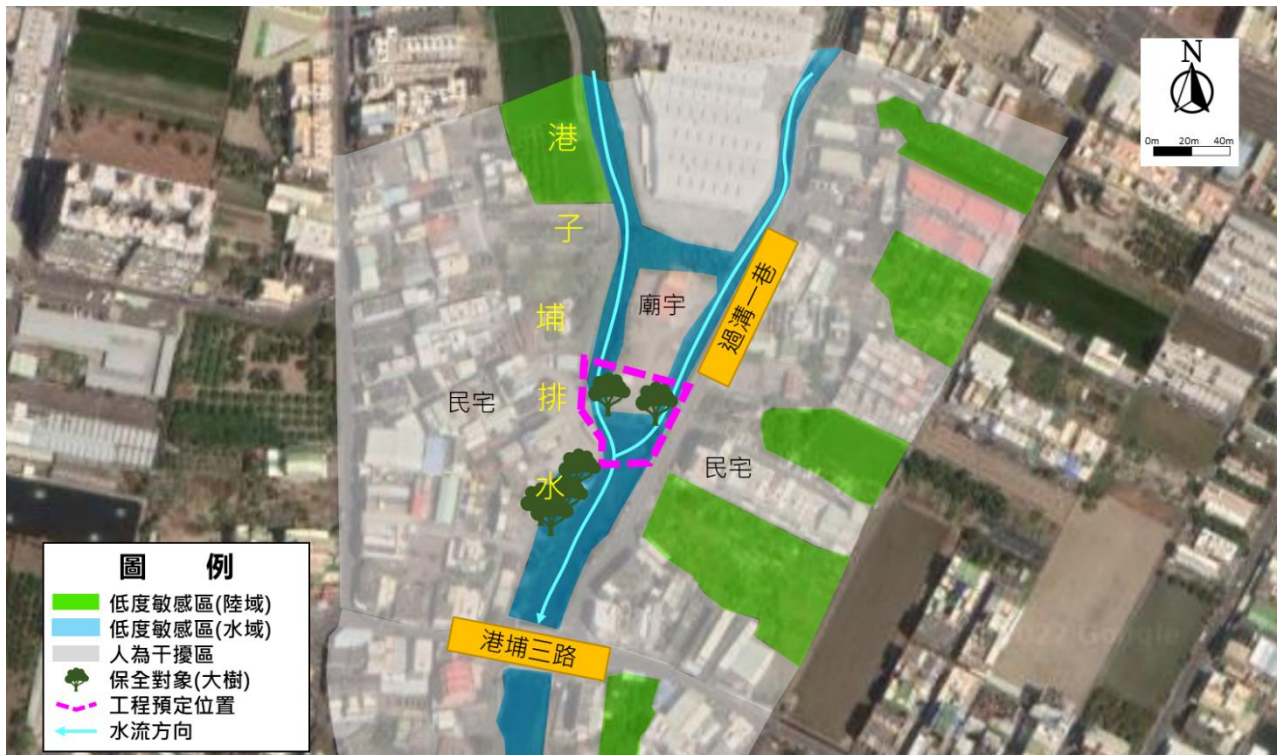 N
0m 20m 40m
港
子
埔
排
水
過溝一巷
廟宇
民宅
民宅
港埔三路
圖 例
低度敏感區(陸域)
低度敏感區(水域)
人為干擾區
保全對象(大樹)
工程預定位置
水流方向